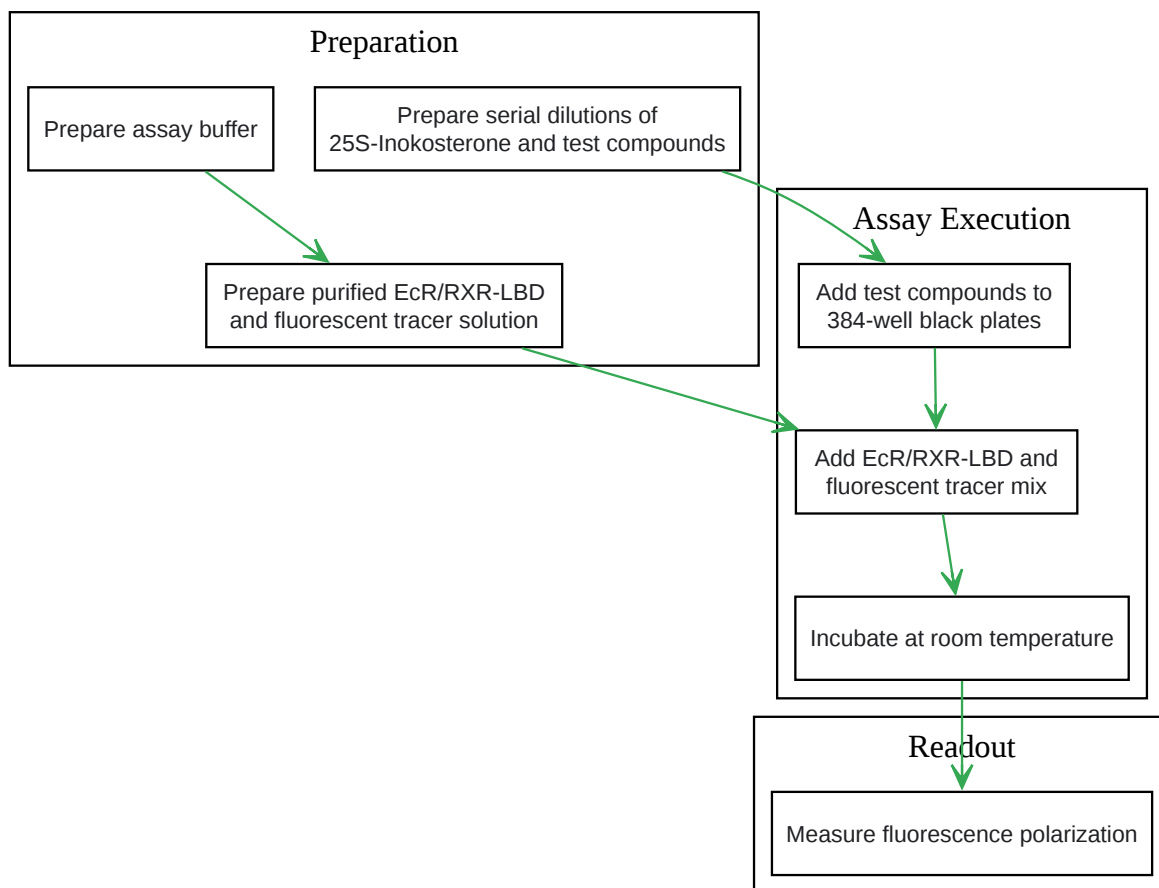 Preparation
Prepare assay buffer
Prepare serial dilutions of
25S-Inokosterone and test compounds
Prepare purified EcR/RXR-LBD
and fluorescent tracer solution
Assay Execution
Add test compounds to
384-well black plates
Add EcR/RXR-LBD and
fluorescent tracer mix
Incubate at room temperature
Readout
Measure fluorescence polarization